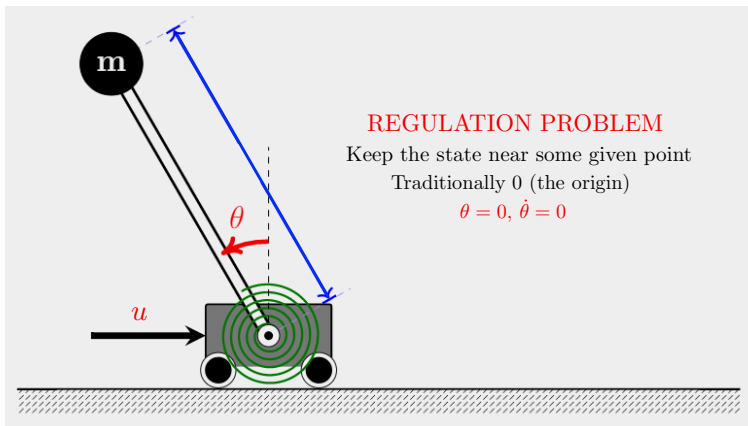 m
REGULATION PROBLEM
Keep the state near some given point
Traditionally 0 (the origin)
θ = 0, θ̇ = 0
θ
u